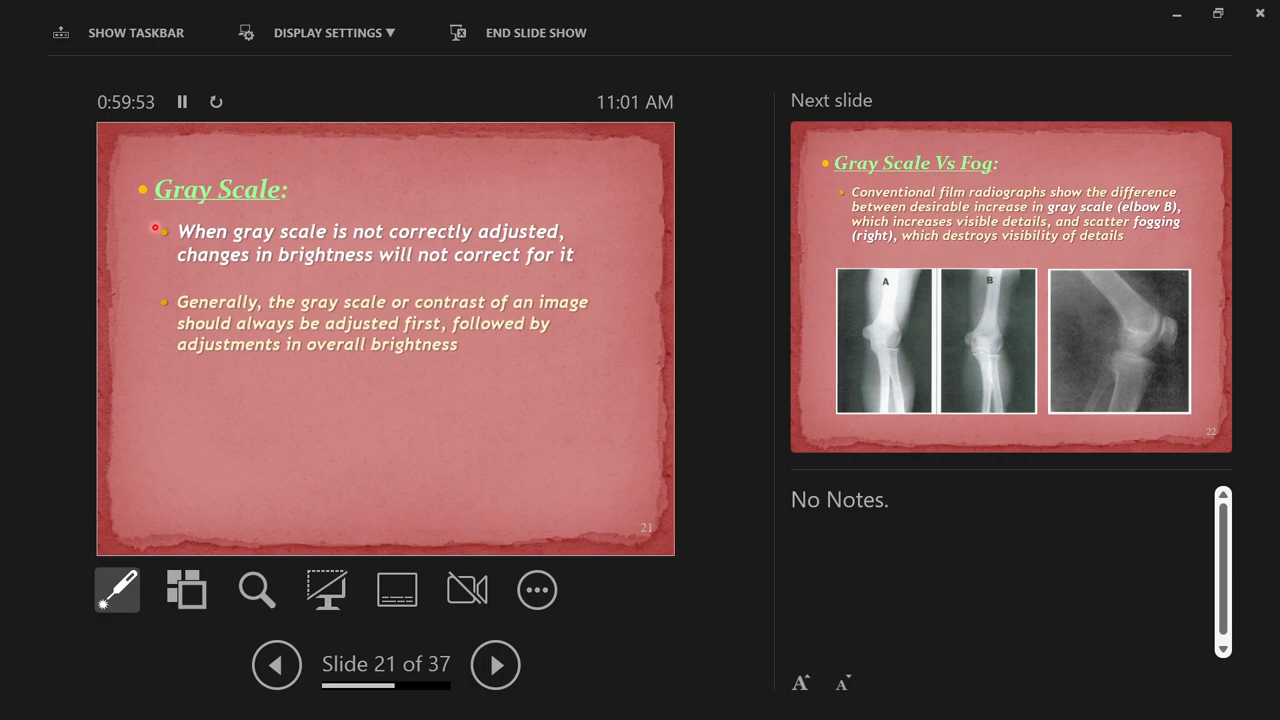 SHOW TASKBAR
DISPLAY SETTINGS ▼
END SLIDE SHOW
0:59:53
11:01 AM
Gray Scale:
When gray scale is not correctly adjusted,
changes in brightness will not correct for it
Generally, the gray scale or contrast of an image
should always be adjusted first, followed by
adjustments in overall brightness
21
Next slide
Gray Scale Vs Fog:
Conventional film radiographs show the difference
between desirable increase in gray scale (elbow B),
which increases visible details, and scatter fogging
(right), which destroys visibility of details
A
B
22
No Notes.
Slide 21 of 37
A
A